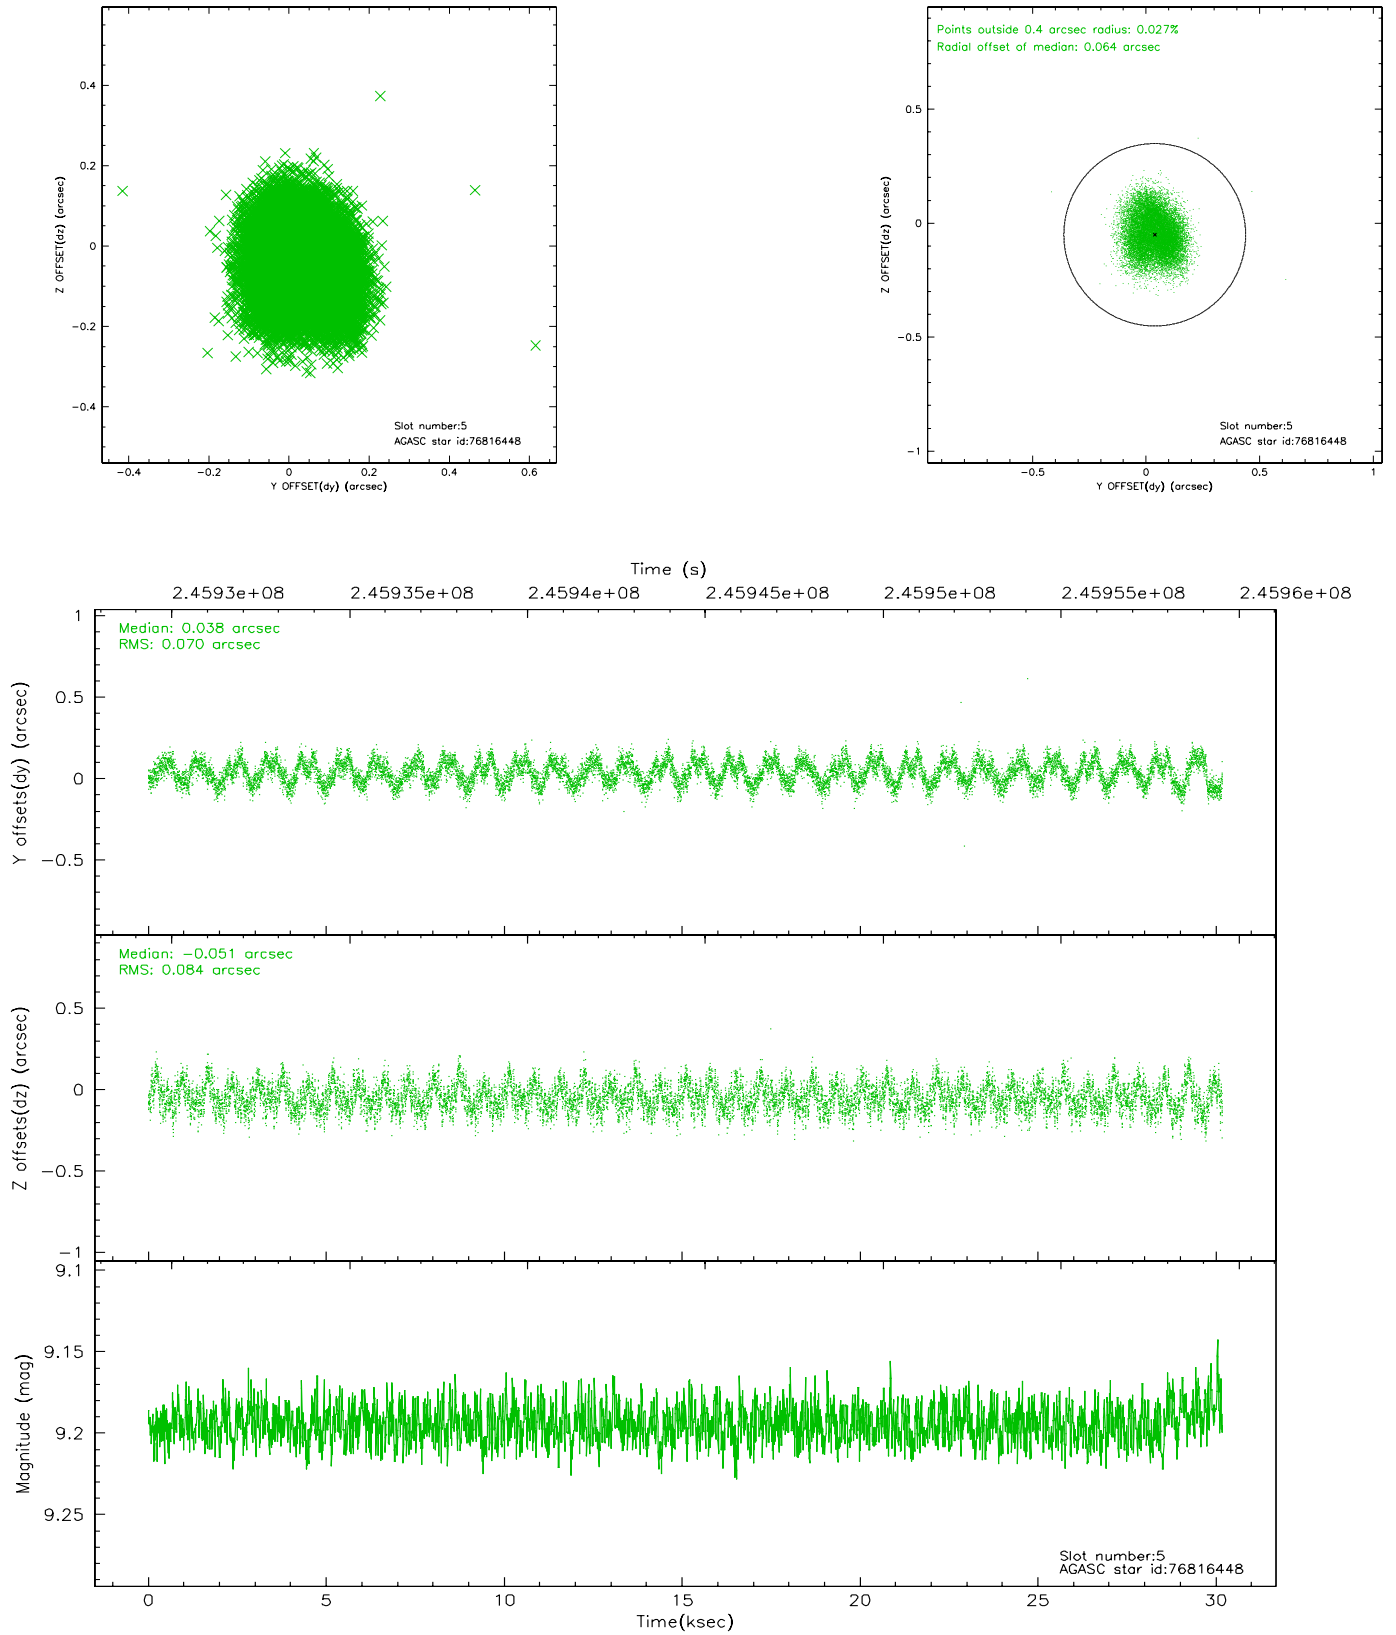 0.4
0.2
0
−0.2
−0.4
Z OFFSET(dz) (arcsec)
Slot number:5
AGASC star id:76816448
−0.4 −0.2 0 0.2 0.4 0.6
Y OFFSET(dy) (arcsec)
Points outside 0.4 arcsec radius: 0.027%
Radial offset of median: 0.064 arcsec
0.5
0
−0.5
−1
Z OFFSET(dz) (arcsec)
Slot number:5
AGASC star id:76816448
−0.5 0 0.5 1
Y OFFSET(dy) (arcsec)
Time (s)
2.4593e+08 2.45935e+08 2.4594e+08 2.45945e+08 2.4595e+08 2.45955e+08 2.4596e+08
Median: 0.038 arcsec
RMS: 0.070 arcsec
1
0.5
0
−0.5
Y offsets(dy) (arcsec)
Median: −0.051 arcsec
RMS: 0.084 arcsec
0.5
0
−0.5
−1
Z offsets(dz) (arcsec)
9.1
9.15
9.2
9.25
Magnitude (mag)
Slot number:5
AGASC star id:76816448
0 5 10 15 20 25 30
Time(ksec)